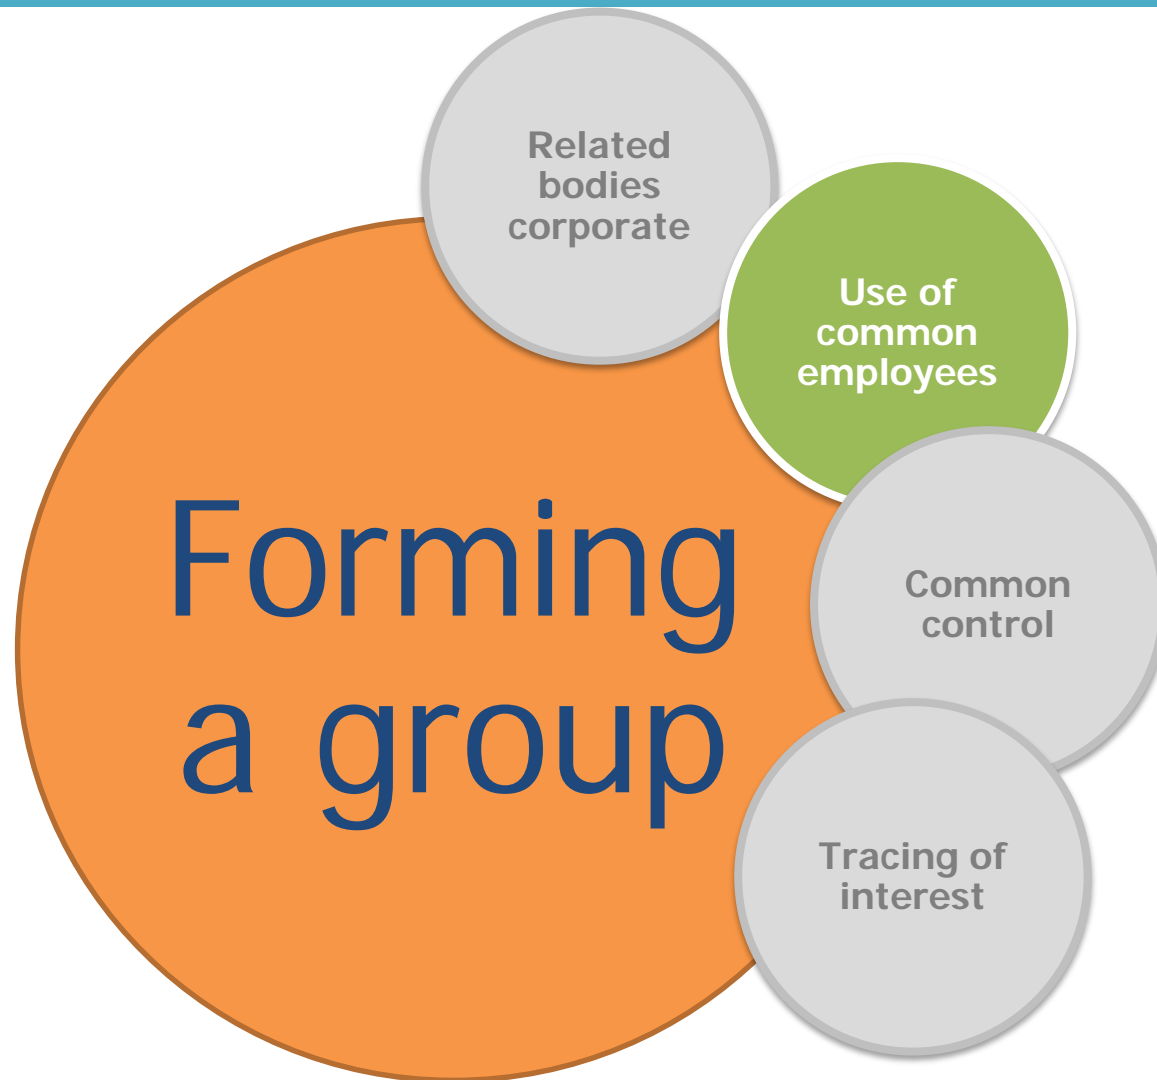 Related
bodies
corporate
Use of
common
employees
Forming
a group
Common
control
Tracing of
interest